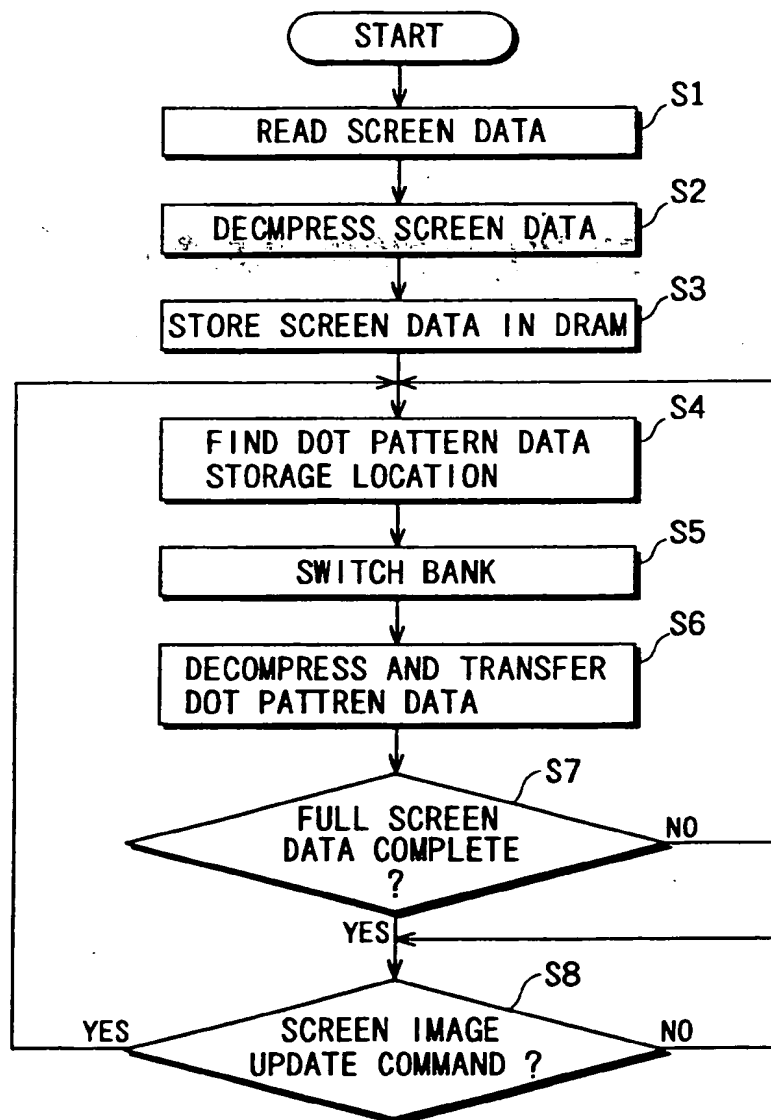 START
S1
READ SCREEN DATA
S2
DECMPRESS SCREEN DATA
S3
STORE SCREEN DATA IN DRAM
S4
FIND DOT PATTERN DATA
STORAGE LOCATION
S5
SWITCH BANK
S6
DECOMPRESS AND TRANSFER
DOT PATTREN DATA
S7
FULL SCREEN
DATA COMPLETE
?
NO
YES
S8
YES
SCREEN IMAGE
UPDATE COMMAND ?
NO